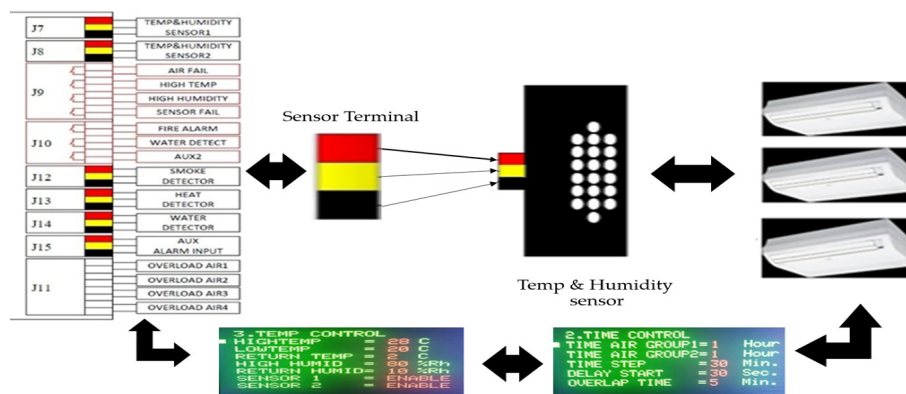 J7
TEMP&HUMIDITY
SENSOR1
J8
TEMP&HUMIDITY
SENSOR2
J9
AIR FAIL
HIGH TEMP
HIGH HUMIDITY
SENSOR FAIL
J10
FIRE ALARM
WATER DETECT
AUX2
J12
SMOKE
DETECTOR
J13
HEAT
DETECTOR
J14
WATER
DETECTOR
J15
AUX
ALARM INPUT
J11
OVERLOAD AIR1
OVERLOAD AIR2
OVERLOAD AIR3
OVERLOAD AIR4
Sensor Terminal
Temp & Humidity
sensor
3.TEMP CONTROL
HIGHTEMP = 28 C
LOWTEMP = 20 C
RETURN TEMP = 2 C
HIGH HUMID = 80 %Rh
RETURN HUMID= 10 %Rh
SENSOR 1 = ENABLE
SENSOR 2 = ENABLE
2.TIME CONTROL
TIME AIR GROUP1=1 Hour
TIME AIR GROUP2=1 Hour
TIME STEP =30 Min.
DELAY START =30 Sec.
OVERLAP TIME =5 Min.